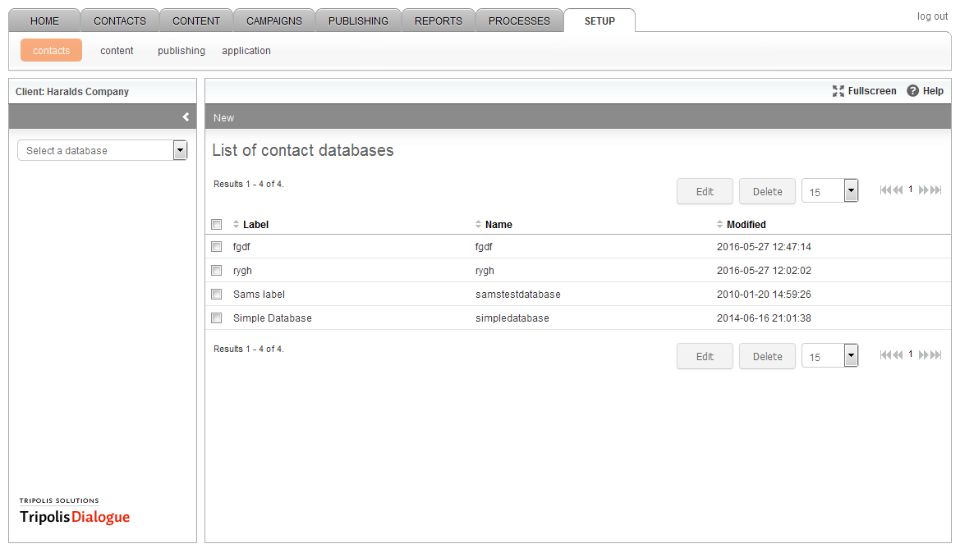 HOME CONTACTS CONTENT CAMPAIGNS PUBLISHING REPORTS PROCESSES SETUP log out
contacts content publishing application
Client: Haralds Company Fullscreen Help
New
Select a database
List of contact databases
Results 1 - 4 of 4. Edit Delete 15 1
Label Name Modified
fgdf fgdf 2016-05-27 12:47:14
rygh rygh 2016-05-27 12:02:02
Sams label samstestdatabase 2010-01-20 14:59:26
Simple Database simpledatabase 2014-06-16 21:01:38
Results 1 - 4 of 4. Edit Delete 15 1
TRIPOLIS SOLUTIONS
TripolisDialogue